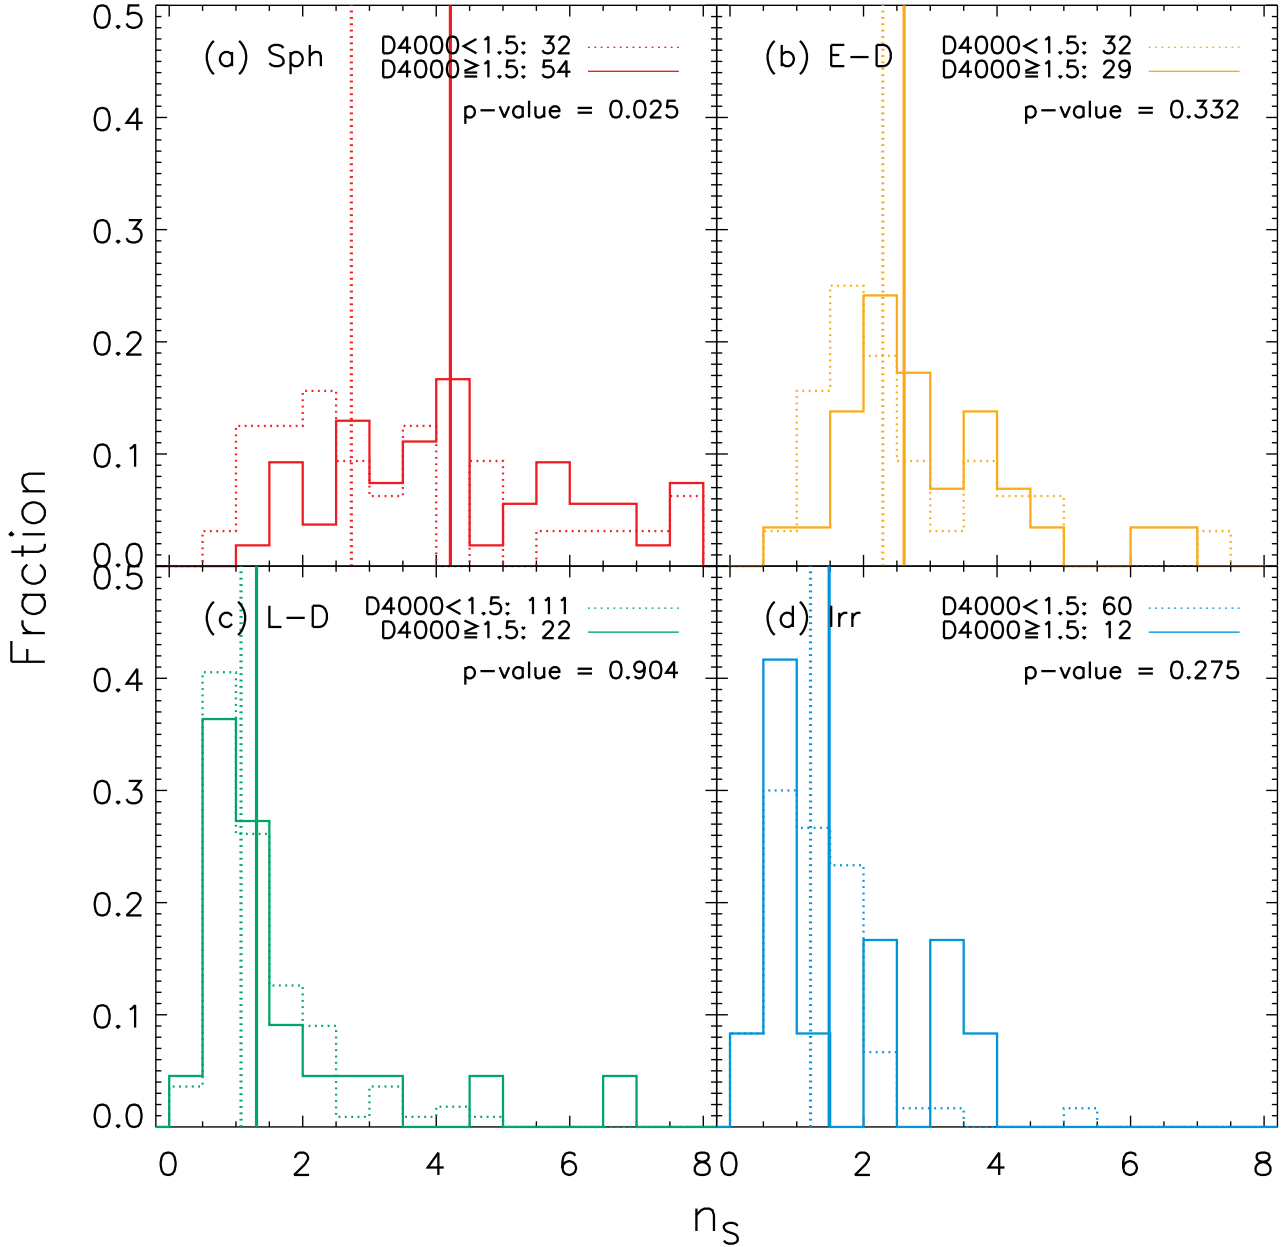 (a) Sph
D4000<1.5: 32
D4000≧1.5: 54
p-value = 0.025
(b) E-D
D4000<1.5: 32
D4000≧1.5: 29
p-value = 0.332
0.5
0.4
0.3
0.2
0.1
0.0
(c) L-D
D4000<1.5: 111
D4000≧1.5: 22
p-value = 0.904
(d) Irr
D4000<1.5: 60
D4000≧1.5: 12
p-value = 0.275
0.5
0.4
0.3
0.2
0.1
0.0
Fraction
0 2 4 6 8 0 2 4 6 8
nS